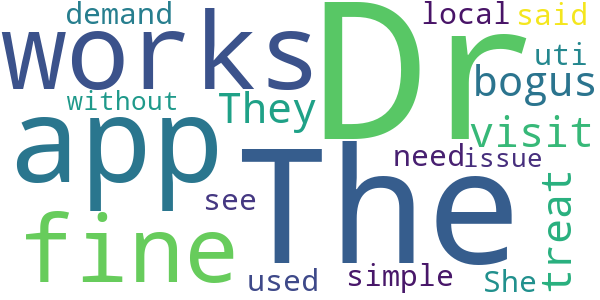 demand
local
said
works
Dr
uti
bogus
without
They
app
visit
The
need
issue
treat
see
fine
used
simple
She